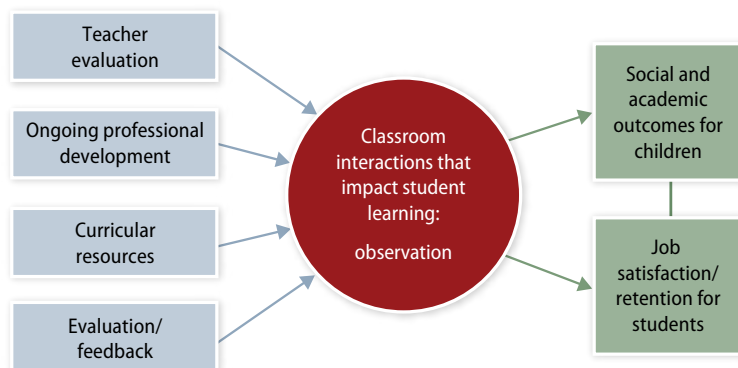 Teacher
evaluation
Ongoing professional
development
Curricular
resources
Evaluation/
feedback
Classroom
interactions that
impact student
learning:
observation
Social and
academic
outcomes for
children
Job
satisfaction/
retention for
students